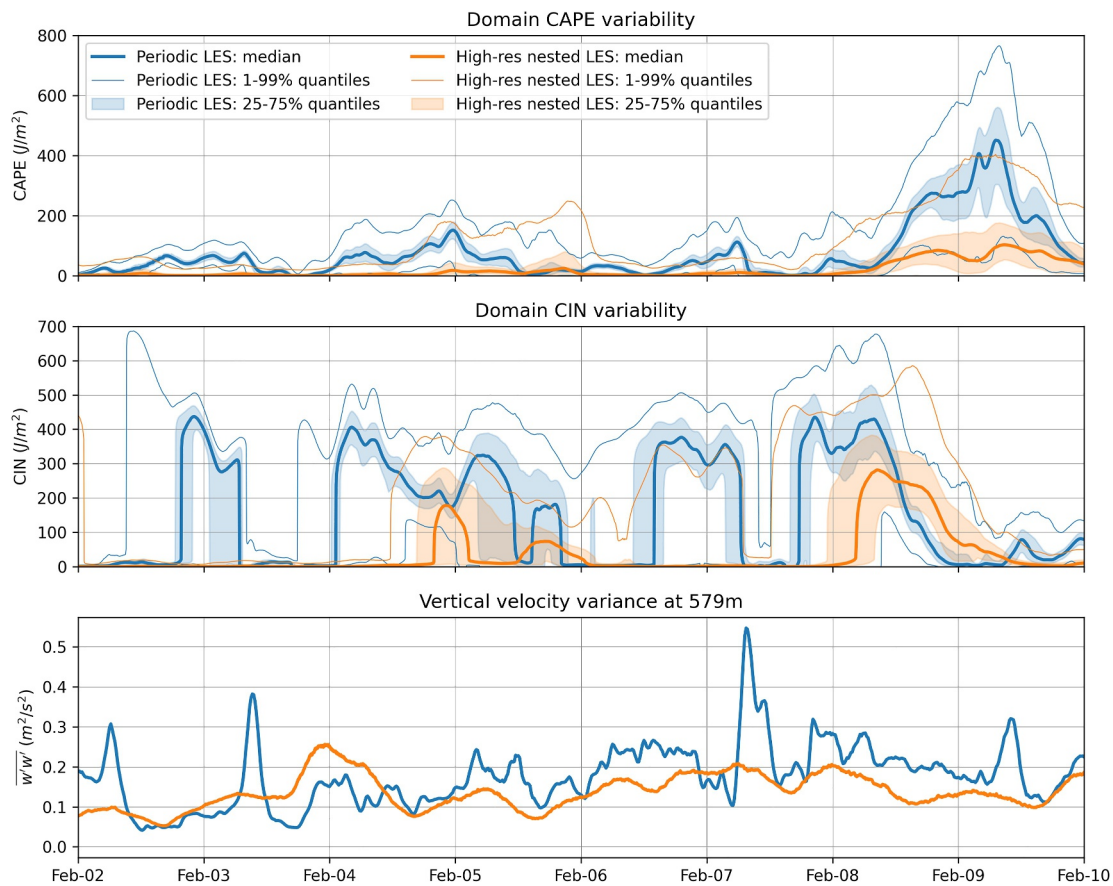 Domain CAPE variability
800
600
400
200
0
CAPE (J/m²)
Periodic LES: median
Periodic LES: 1-99% quantiles
Periodic LES: 25-75% quantiles
High-res nested LES: median
High-res nested LES: 1-99% quantiles
High-res nested LES: 25-75% quantiles
Domain CIN variability
700
600
500
400
300
200
100
0
CIN (J/m²)
Vertical velocity variance at 579m
0.5
0.4
0.3
0.2
0.1
0.0
w'w' (m²/s²)
Feb-02 Feb-03 Feb-04 Feb-05 Feb-06 Feb-07 Feb-08 Feb-09 Feb-10